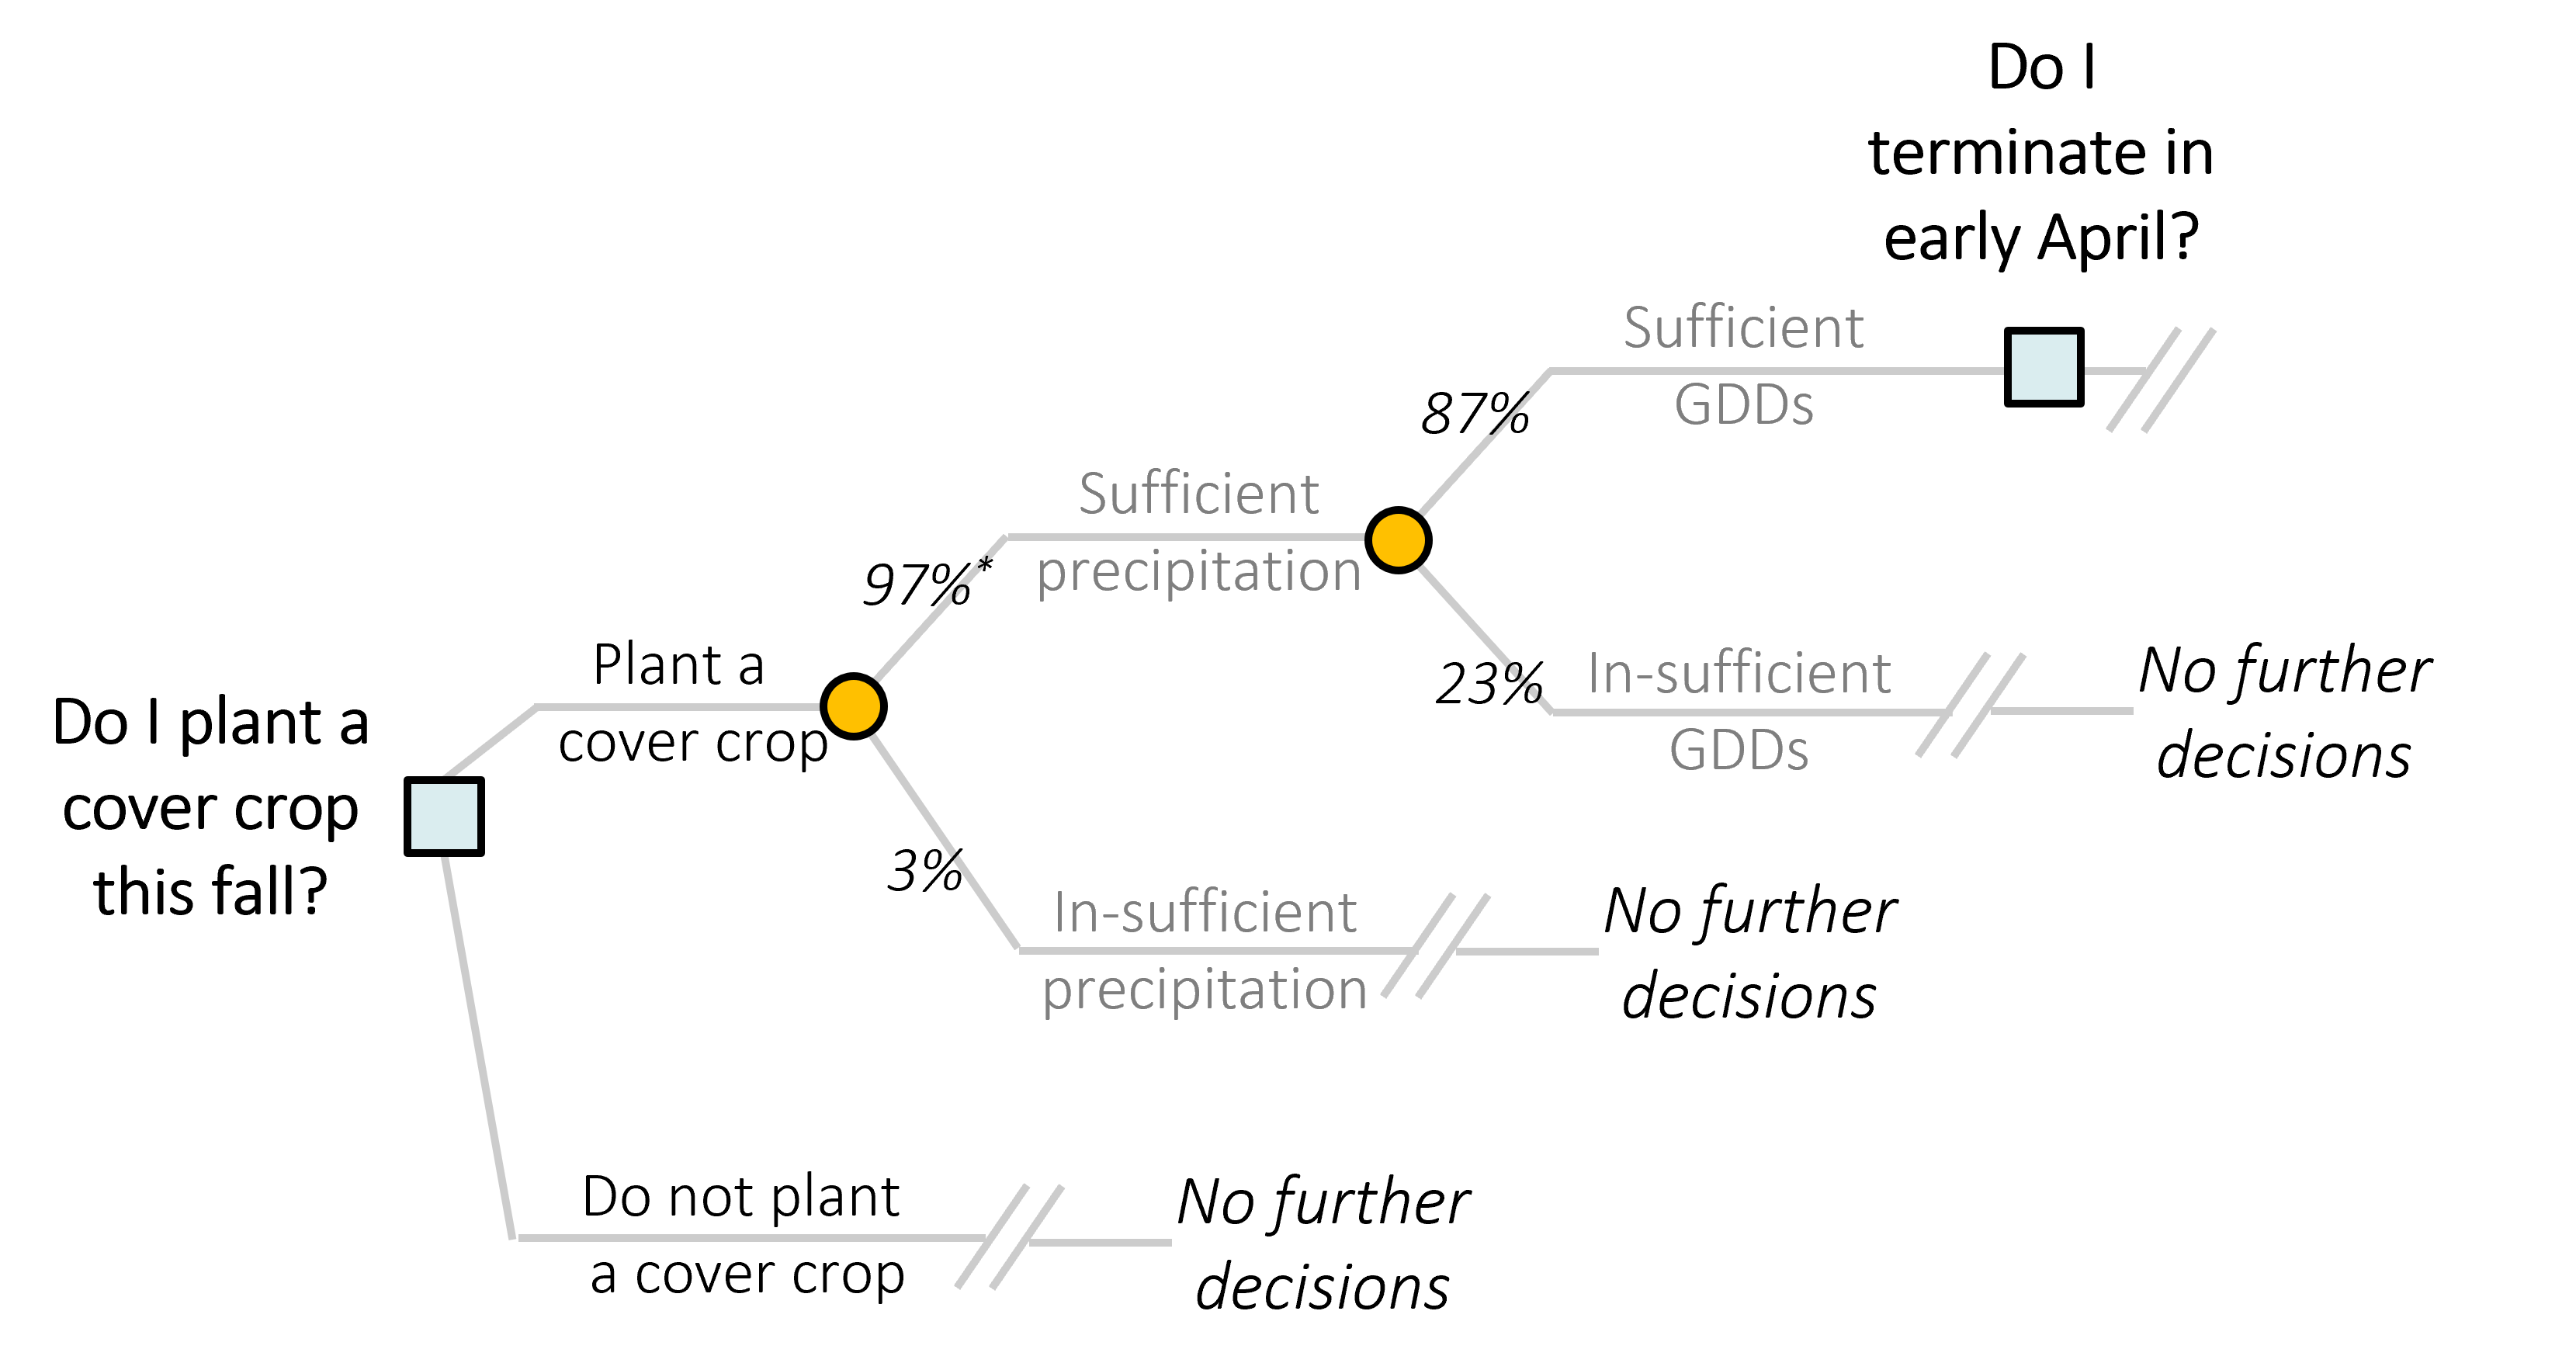 Do I
terminate in
early April?
Sufficient
GDDs
87%
Sufficient
precipitation
97%*
23%
In-sufficient
GDDs
No further
decisions
Plant a
cover crop
Do I plant a
cover crop
this fall?
3%
In-sufficient
precipitation
No further
decisions
Do not plant
a cover crop
No further
decisions